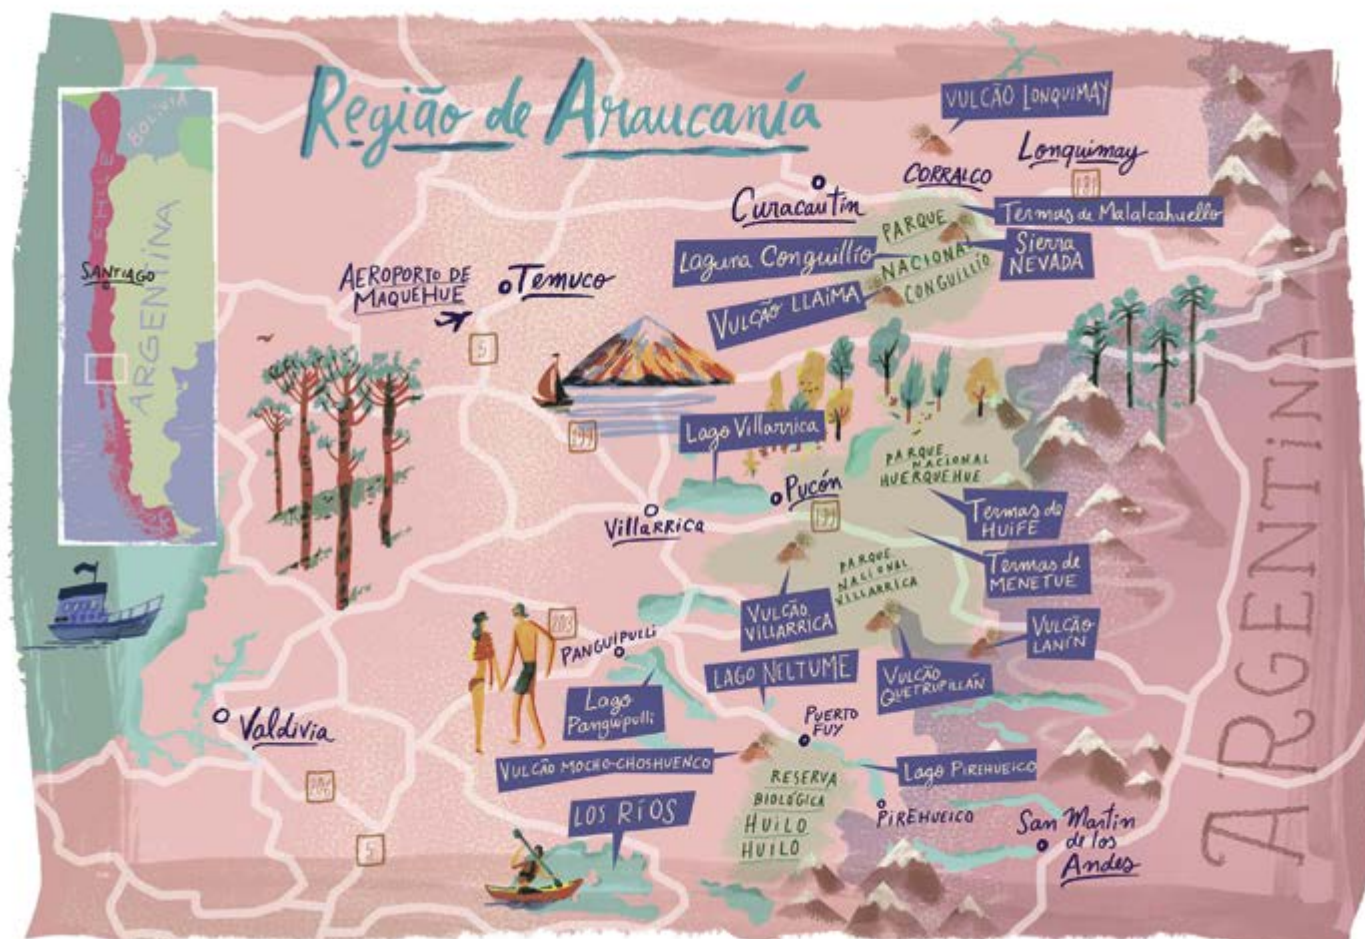 Região de Araucanía
BOLIVIA
CHILE
ARGENTINA
SANTIAGO
VULCÃO LONQUIMAY
Lonquimay
CORRALCO
181
Curacautín
Termas de Malalcahuello
PARQUE
NACIONAL
CONGUILLÍO
Sierra
NEVADA
Laguna Conguillío
VULCÃO LLAIMA
AEROPORTO DE
MAQUEHUE
Temuco
5
199
Lago Villarrica
PARQUE
NACIONAL
HUERQUEHUE
Pucón
199
Villarrica
Termas de
HUIFE
Termas de
MENETUE
PARQUE
NACIONAL
VILLARRICA
VULCÃO
VILLARRICA
VULCÃO
LANÍN
VULCÃO
QUETRUPILLÁN
PANGUIPULLI
LAGO NELTUME
Lago
Panguipulli
PUERTO
FUY
Valdivia
VULCÃO MOCHO-CHOSHUENCO
Lago PIREHUEICO
RESERVA
BIOLÓGICA
HUILO
HUILO
PIREHUEICO
LOS RÍOS
5
San Martin
de los
Andes
ARGENTINA